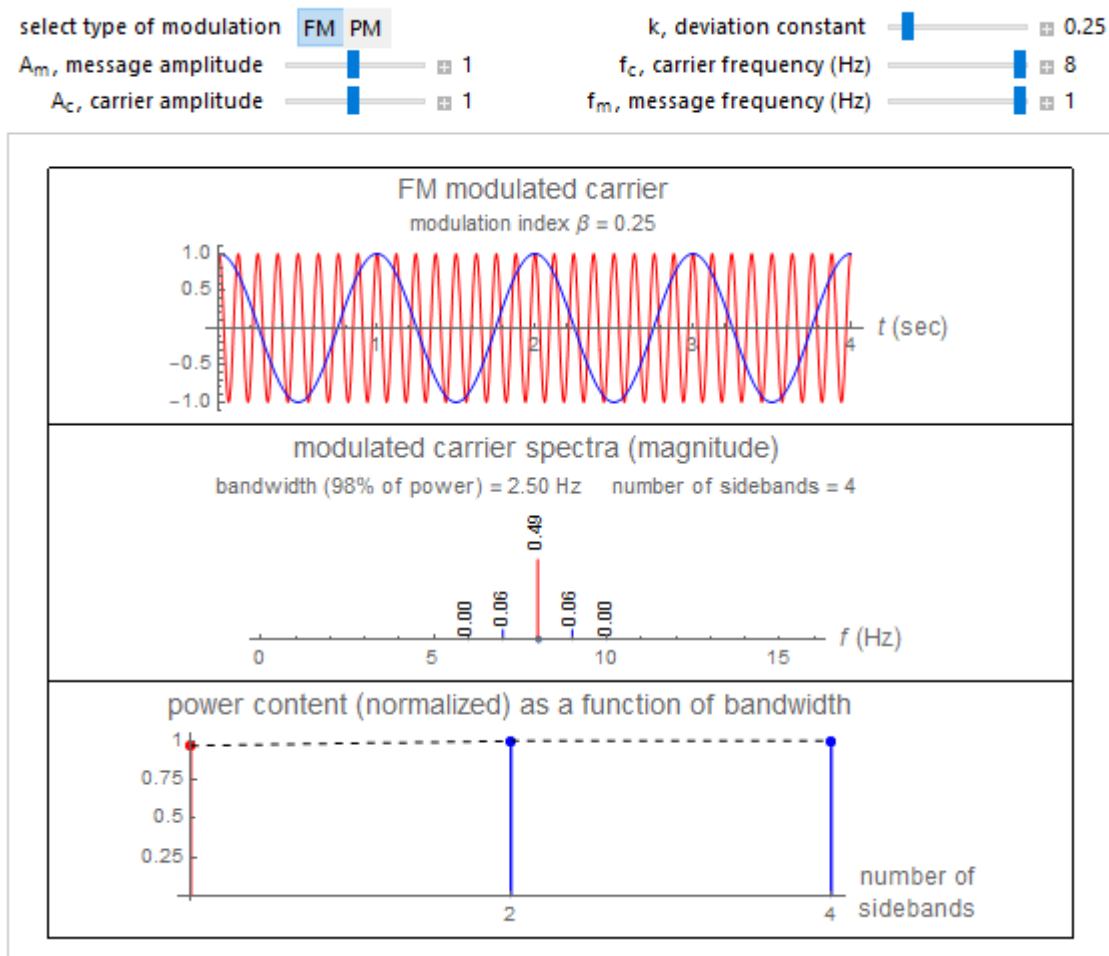 select type of modulation FM PM k, deviation constant 0.25
Am, message amplitude 1 fc, carrier frequency (Hz) 8
Ac, carrier amplitude 1 fm, message frequency (Hz) 1
FM modulated carrier
modulation index β = 0.25
1.0
0.5
−0.5
−1.0
1 2 3 4
t (sec)
modulated carrier spectra (magnitude)
bandwidth (98% of power) = 2.50 Hz number of sidebands = 4
0.00 0.06 0.49 0.06 0.00
0 5 10 15
f (Hz)
power content (normalized) as a function of bandwidth
1
0.75
0.5
0.25
2 4
number of
sidebands